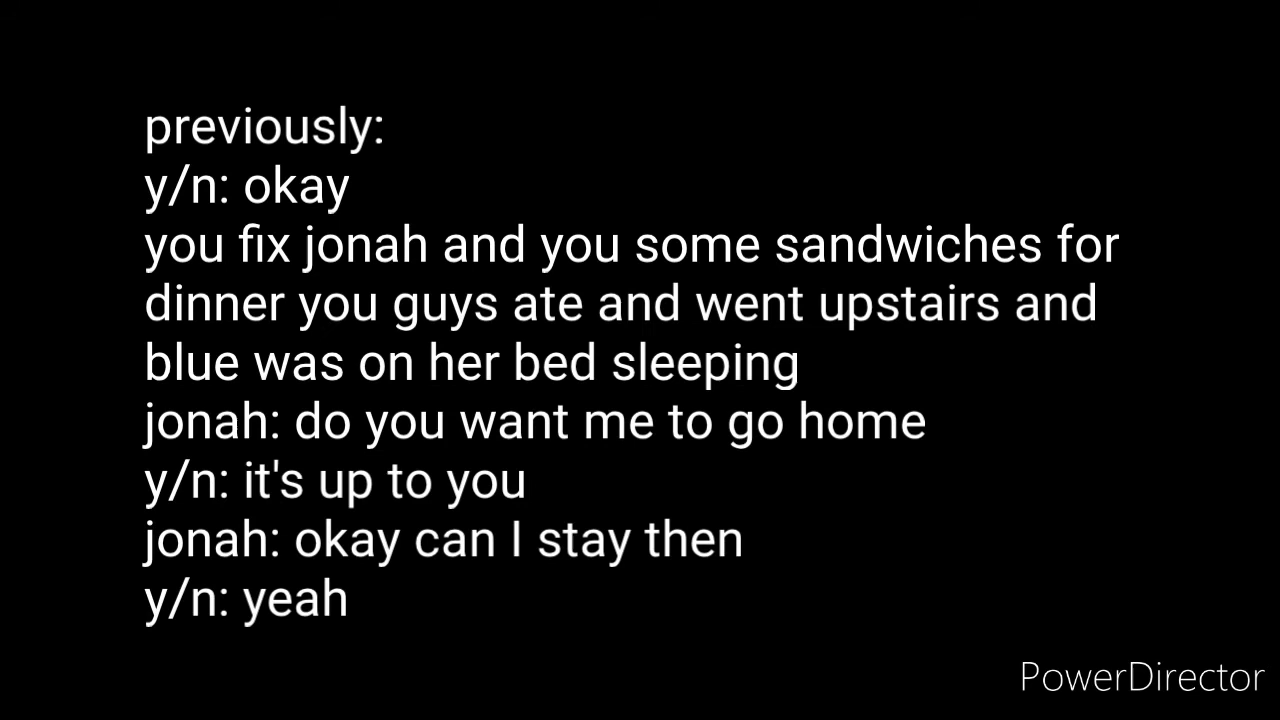 previously:
y/n: okay
you fix jonah and you some sandwiches for
dinner you guys ate and went upstairs and
blue was on her bed sleeping
jonah: do you want me to go home
y/n: it's up to you
jonah: okay can I stay then
y/n: yeah
PowerDirector